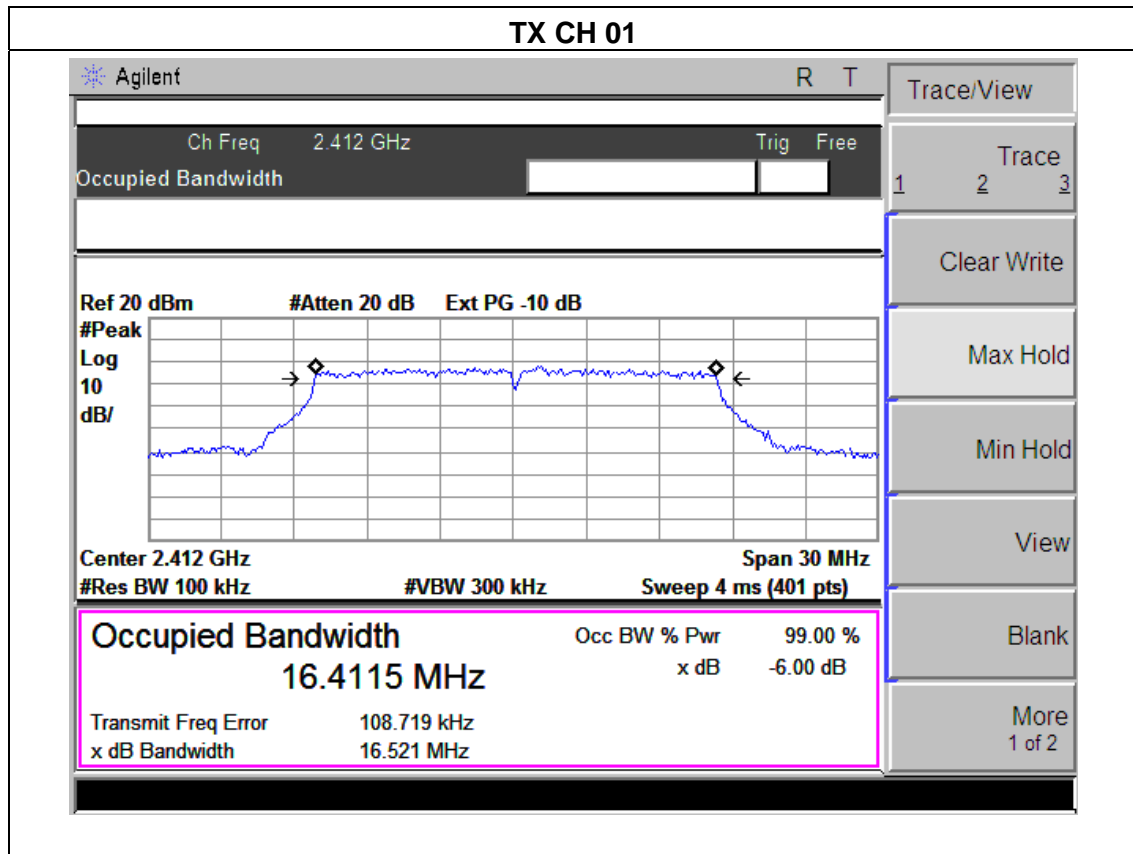 TX CH 01
Agilent R T
Trace/View
Ch Freq 2.412 GHz Trig Free
Occupied Bandwidth
Trace
1 2 3
Clear Write
Max Hold
Min Hold
View
Blank
More
1 of 2
Ref 20 dBm #Atten 20 dB Ext PG -10 dB
#Peak
Log
10
dB/
Center 2.412 GHz Span 30 MHz
#Res BW 100 kHz #VBW 300 kHz Sweep 4 ms (401 pts)
Occupied Bandwidth Occ BW % Pwr 99.00 %
16.4115 MHz x dB -6.00 dB
Transmit Freq Error 108.719 kHz
x dB Bandwidth 16.521 MHz